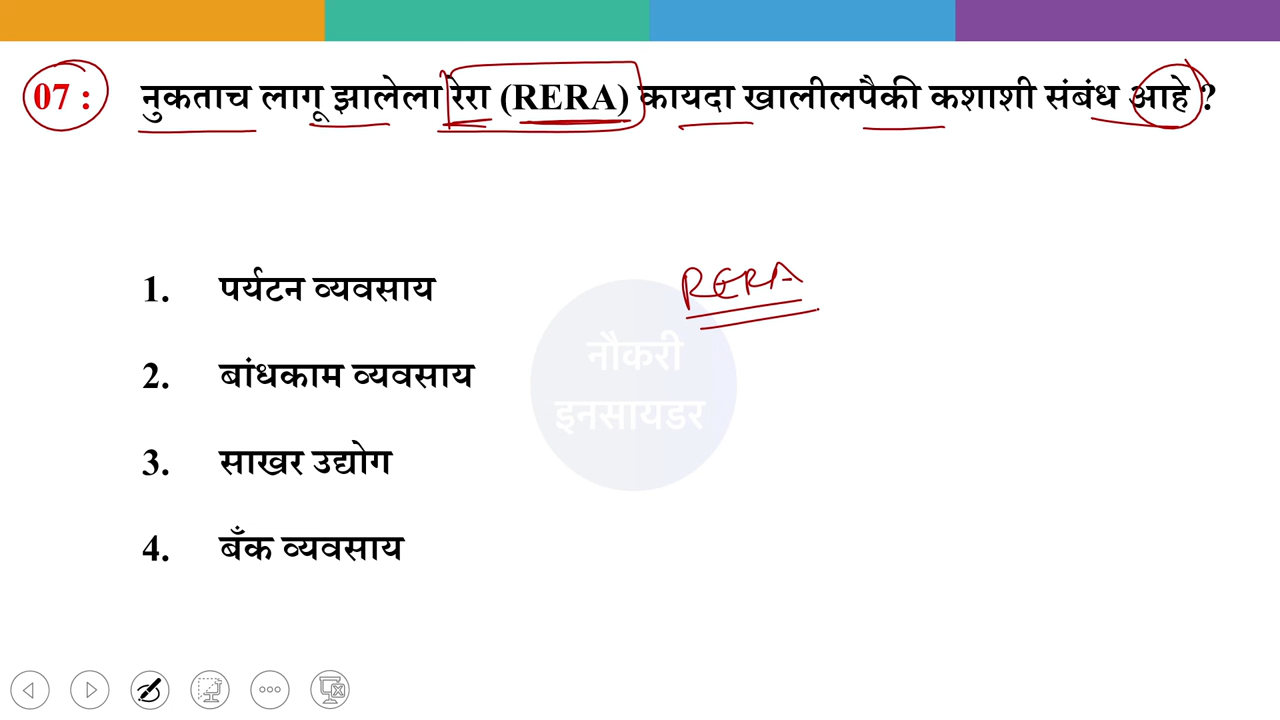 07 : नुकताच लागू झालेला रेरा (RERA) कायदा खालीलपैकी कशाशी संबंध आहे ?
1. पर्यटन व्यवसाय
RERA
2. बांधकाम व्यवसाय
3. साखर उद्योग
4. बँक व्यवसाय
नौकरी
इनसायडर